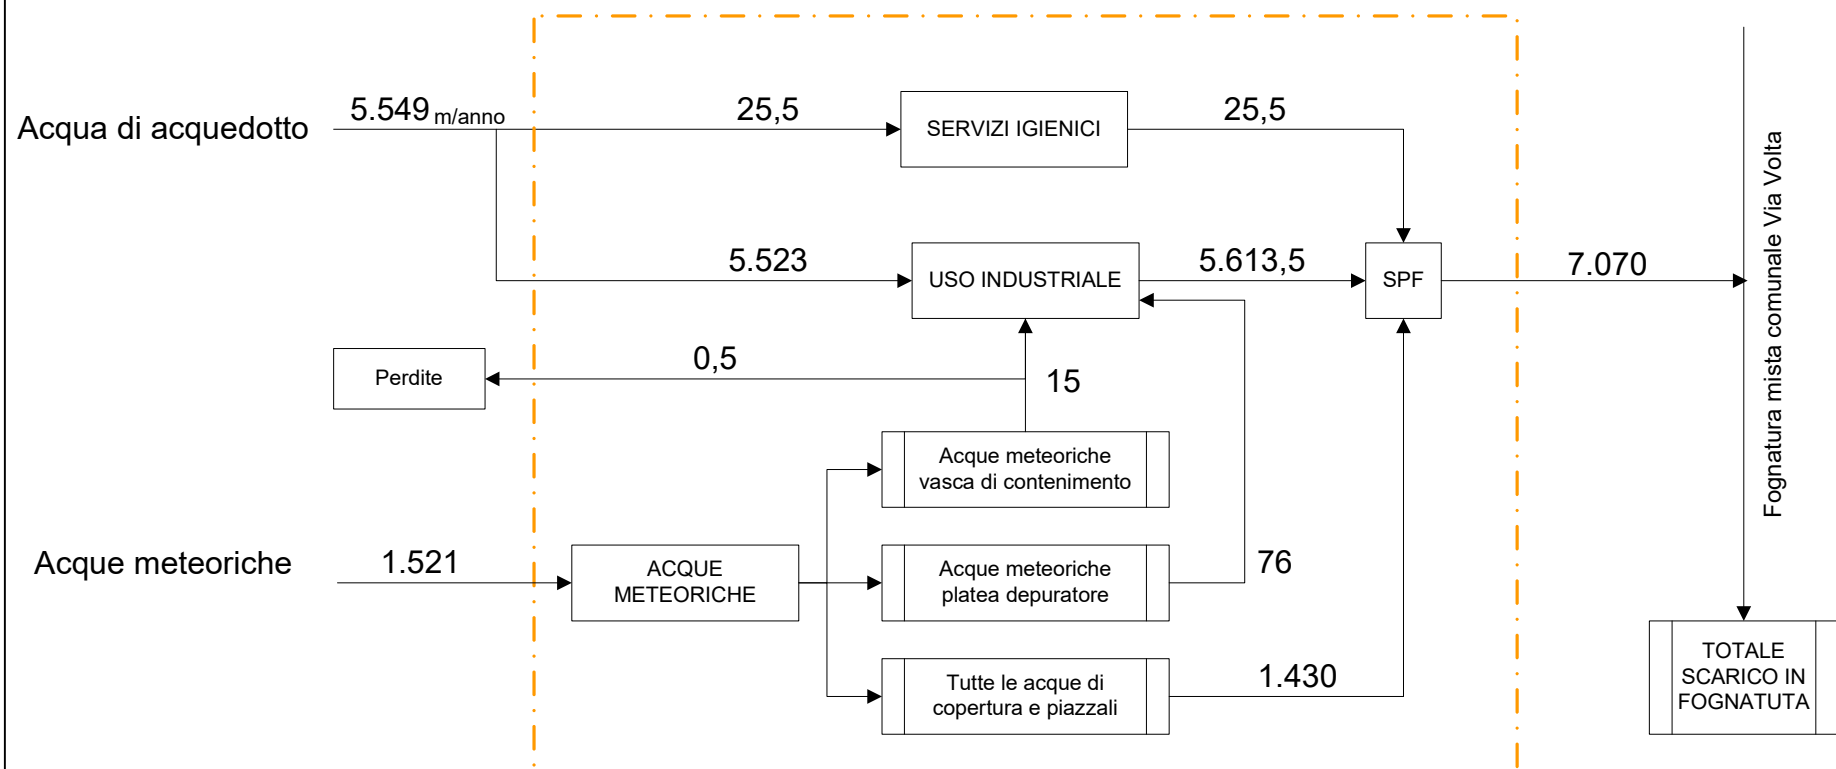 Acqua di acquedotto
5.549 m/anno
25,5
SERVIZI IGIENICI
25,5
5.523
USO INDUSTRIALE
5.613,5
SPF
7.070
Fognatura mista comunale Via Volta
Perdite
0,5
15
Acque meteoriche
vasca di contenimento
Acque meteoriche
1.521
ACQUE
METEORICHE
Acque meteoriche
platea depuratore
76
Tutte le acque di
copertura e piazzali
1.430
TOTALE
SCARICO IN
FOGNATUTA